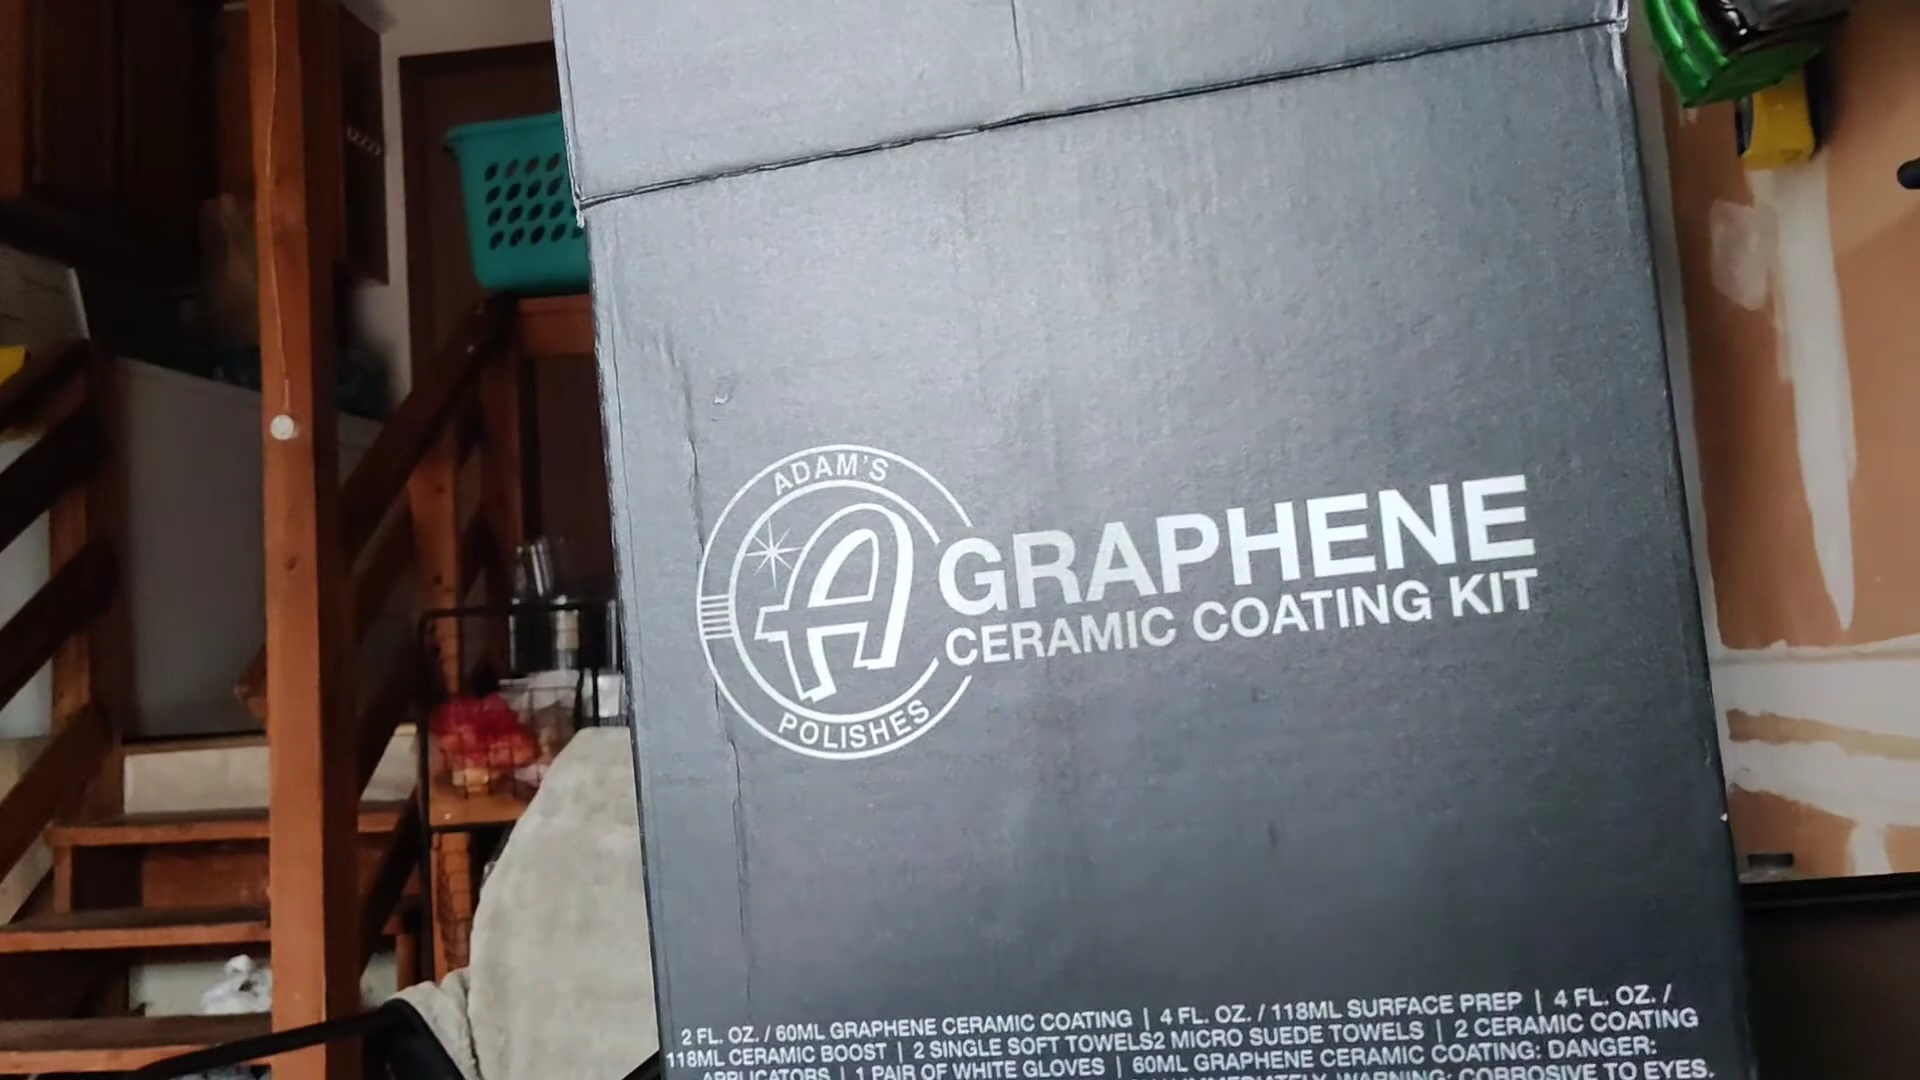 ADAM'S
POLISHES
GRAPHENE
CERAMIC COATING KIT
2 FL. OZ. / 60ML GRAPHENE CERAMIC COATING | 4 FL. OZ. / 118ML SURFACE PREP | 4 FL. OZ. /
118ML CERAMIC BOOST | 2 SINGLE SOFT TOWELS2 MICRO SUEDE TOWELS | 2 CERAMIC COATING
APPLICATORS | 1 PAIR OF WHITE GLOVES | 60ML GRAPHENE CERAMIC COATING: DANGER:
IMMEDIATELY. WARNING: CORROSIVE TO EYES.